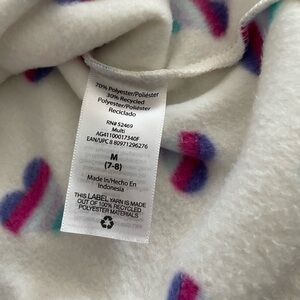 70% Polyester/Poliéster
30% Recycled
Polyester/Poliéster
Reciclado
RN# 52469
Multi
AG41100017540F
EAN/UPC 8 80971296276
M
(7-8)
Made in/Hecho En
Indonesia
THIS LABEL YARN IS MADE
OUT OF 100% RECYCLED
POLYESTER MATERIALS